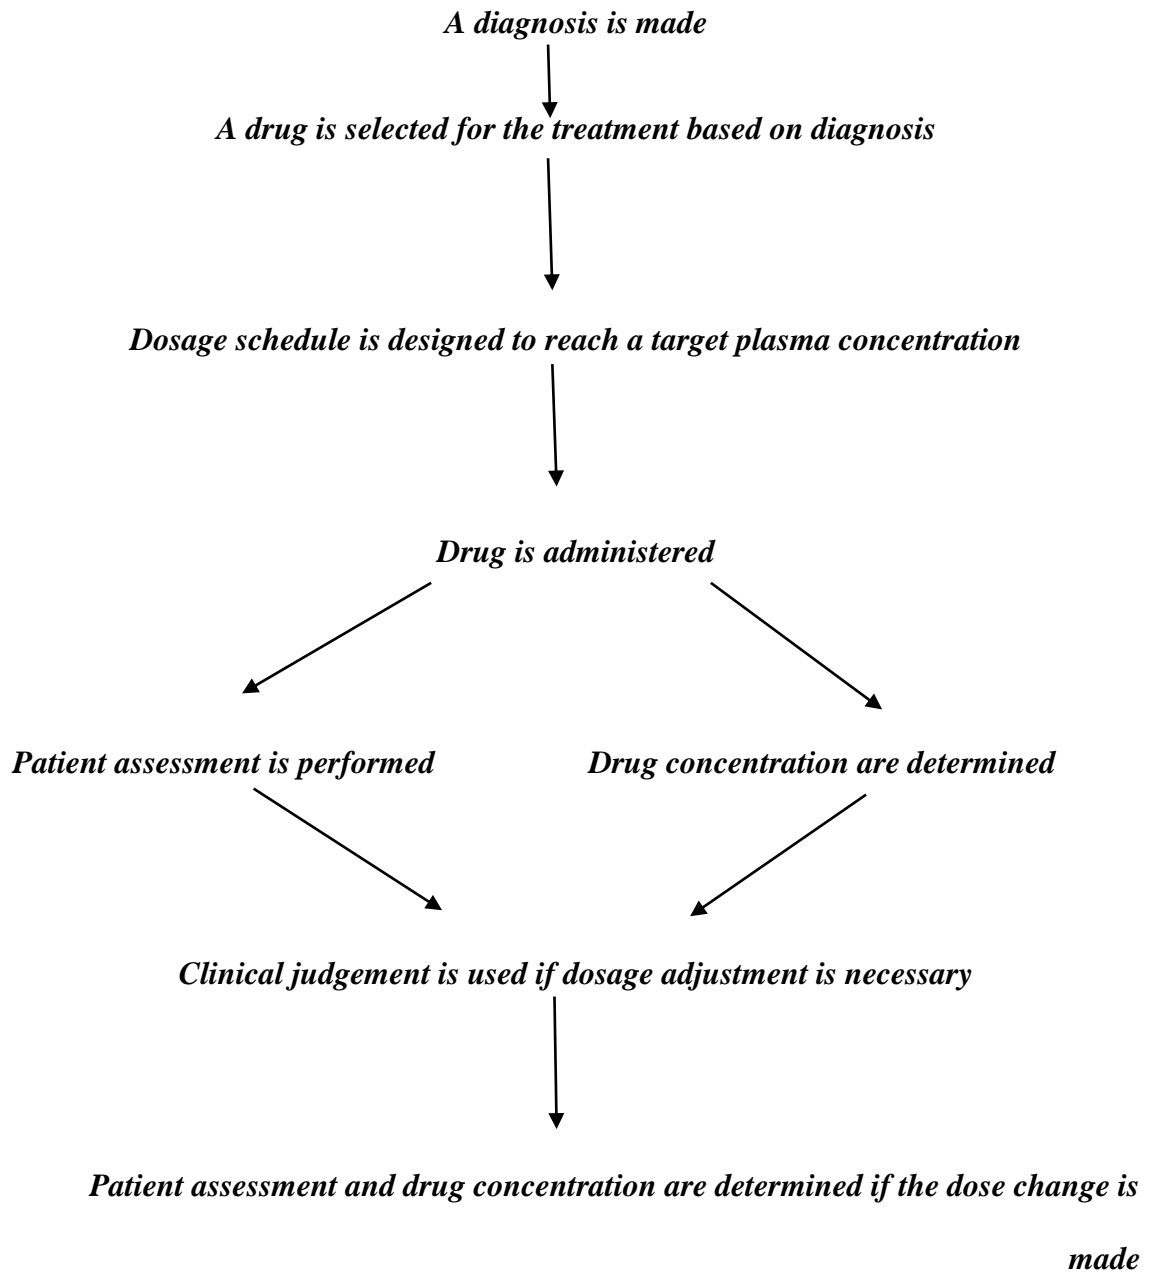 A diagnosis is made
A drug is selected for the treatment based on diagnosis
Dosage schedule is designed to reach a target plasma concentration
Drug is administered
Patient assessment is performed
Drug concentration are determined
Clinical judgement is used if dosage adjustment is necessary
Patient assessment and drug concentration are determined if the dose change is
made